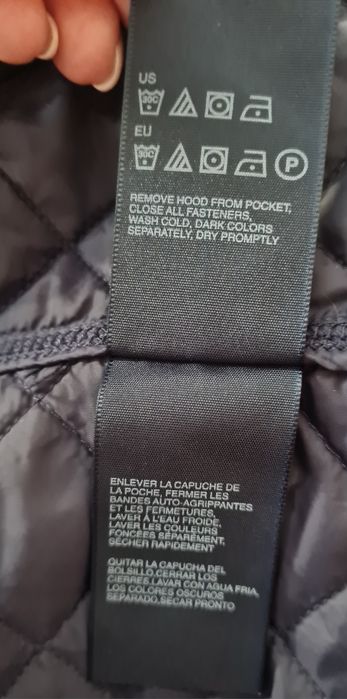 US
30C
EU
30C P
REMOVE HOOD FROM POCKET,
CLOSE ALL FASTENERS,
WASH COLD, DARK COLORS
SEPARATELY, DRY PROMPTLY
ENLEVER LA CAPUCHE DE
LA POCHE, FERMER LES
BANDES AUTO-AGRIPPANTES
ET LES FERMETURES,
LAVER À L'EAU FROIDE,
LAVER LES COULEURS
FONCÉES SÉPARÉMENT,
SÉCHER RAPIDEMENT
QUITAR LA CAPUCHA DEL
BOLSILLO.CERRAR LOS
CIERRES.LAVAR CON AGUA FRIA,
LOS COLORES OSCUROS
SEPARADO.SECAR PRONTO